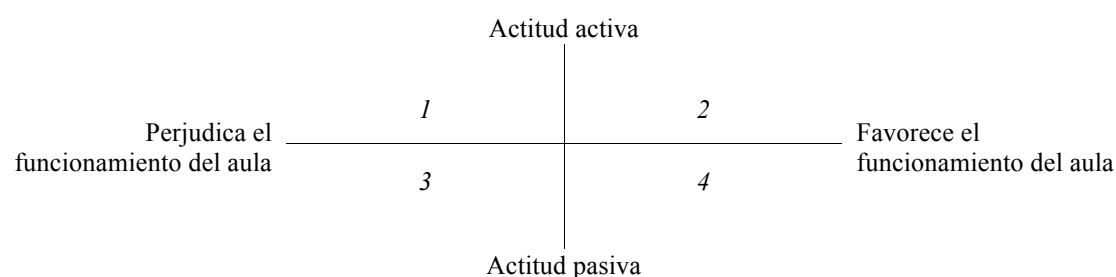 Actitud activa
1
2
Perjudica el
funcionamiento del aula
Favorece el
funcionamiento del aula
3
4
Actitud pasiva